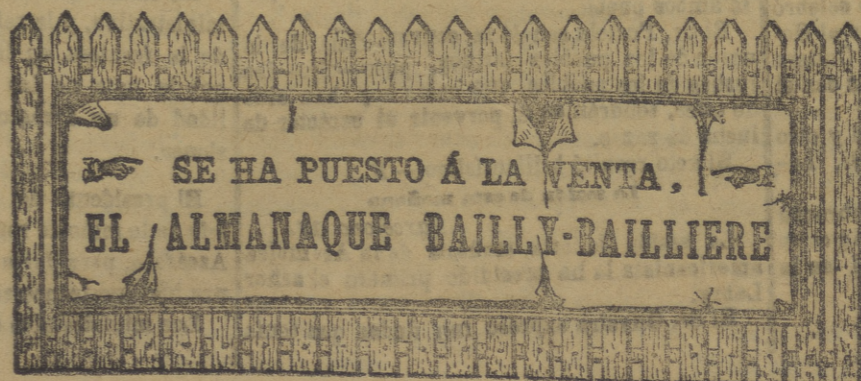 SE HA PUESTO Á LA VENTA,
EL ALMANAQUE BAILLY-BAILLIERE